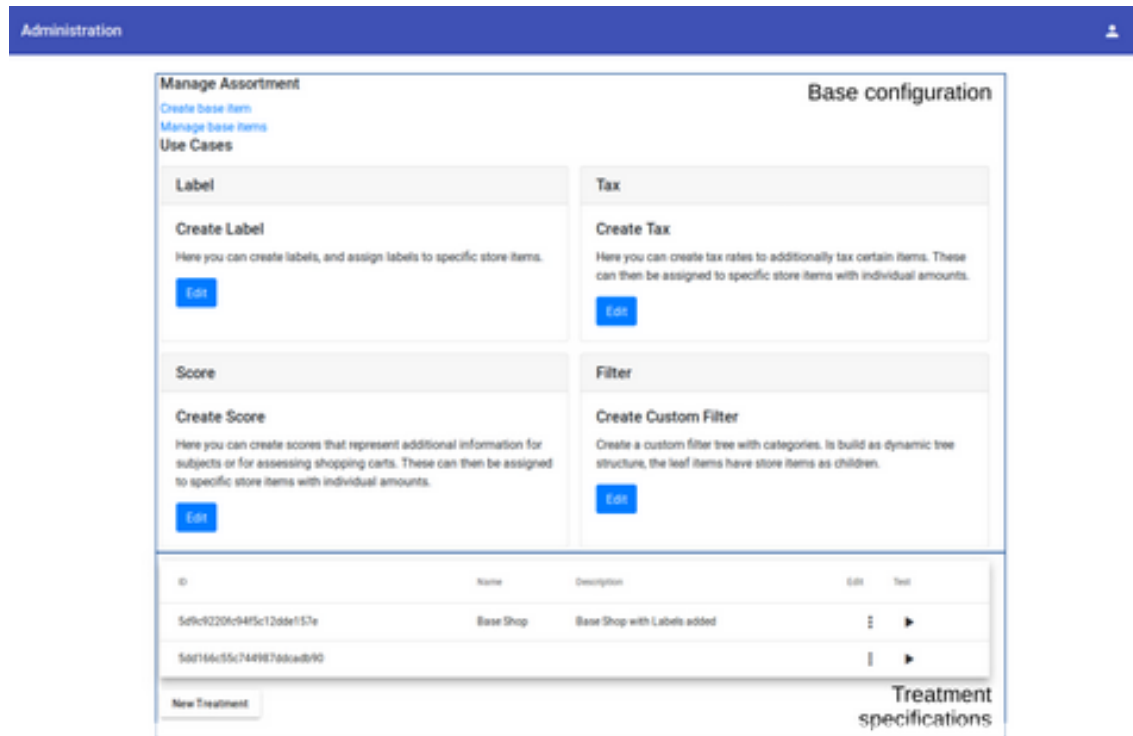 Administration
Manage Assortment
Base configuration
Create base item
Manage base items
Use Cases
Label
Create Label
Here you can create labels, and assign labels to specific store items.
Edit
Tax
Create Tax
Here you can create tax rates to additionally tax certain items. These
can then be assigned to specific store items with individual amounts.
Edit
Score
Create Score
Here you can create scores that represent additional information for
subjects or for assessing shopping carts. These can then be assigned
to specific store items with individual amounts.
Edit
Filter
Create Custom Filter
Create a custom filter tree with categories. Is build as dynamic tree
structure, the leaf items have store items as children.
Edit
ID Name Description Edit Test
5d9c9220fc94f5c12dde157e Base Shop Base Shop with Labels added
5dd166c55c744987ddcadb90
New Treatment
Treatment
specifications